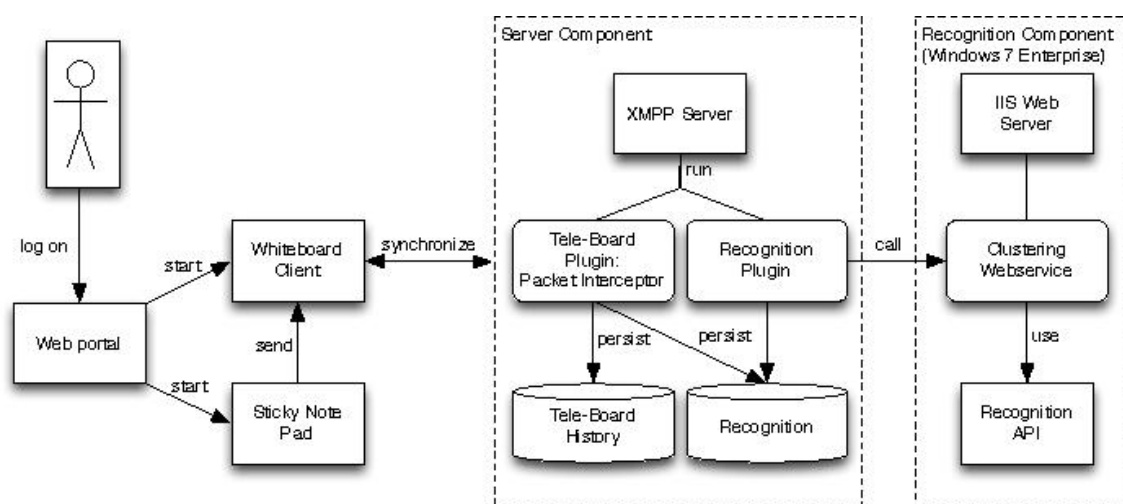 Server Component
Recognition Component
(Windows 7 Enterprise)
XMPP Server
IIS Web
Server
run
log on
start
Whiteboard
Client
synchronize
Tele-Board
Plugin:
Packet Interceptor
Recognition
Plugin
call
Clustering
Webservice
Web portal
send
persist
persist
use
start
Sticky Note
Pad
Tele-Board
History
Recognition
Recognition
API